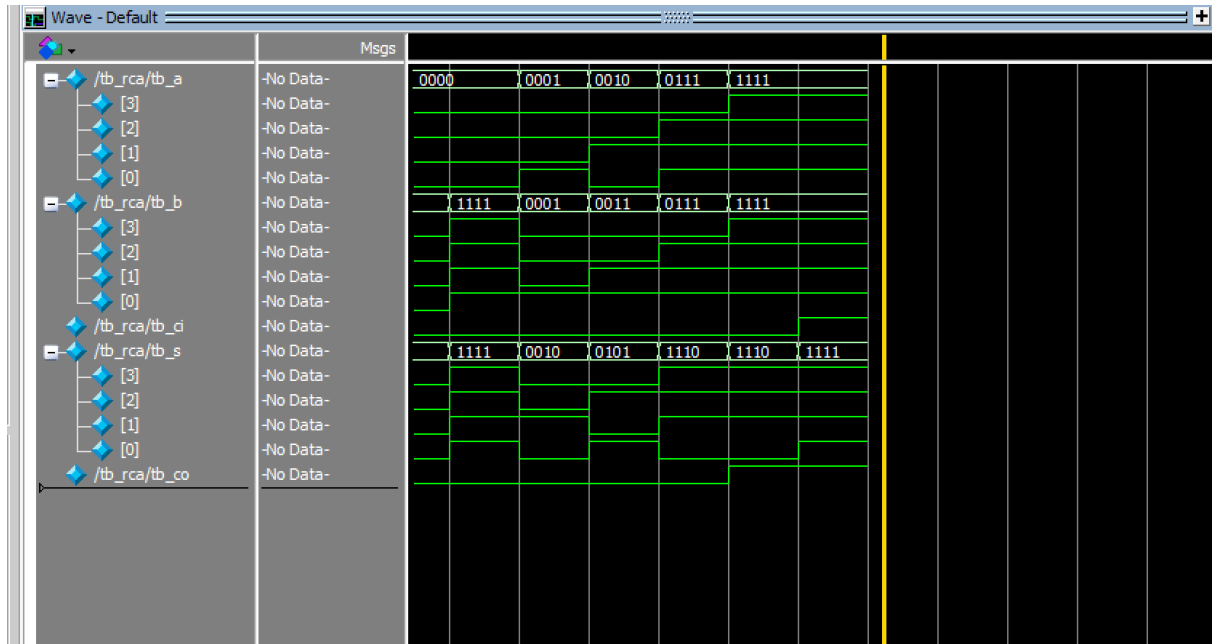 Wave - Default
Msgs
/tb_rca/tb_a -No Data- 0000 0001 0010 0111 1111
[3] -No Data-
[2] -No Data-
[1] -No Data-
[0] -No Data-
/tb_rca/tb_b -No Data- 1111 0001 0011 0111 1111
[3] -No Data-
[2] -No Data-
[1] -No Data-
[0] -No Data-
/tb_rca/tb_ci -No Data-
/tb_rca/tb_s -No Data- 1111 0010 0101 1110 1110 1111
[3] -No Data-
[2] -No Data-
[1] -No Data-
[0] -No Data-
/tb_rca/tb_co -No Data-